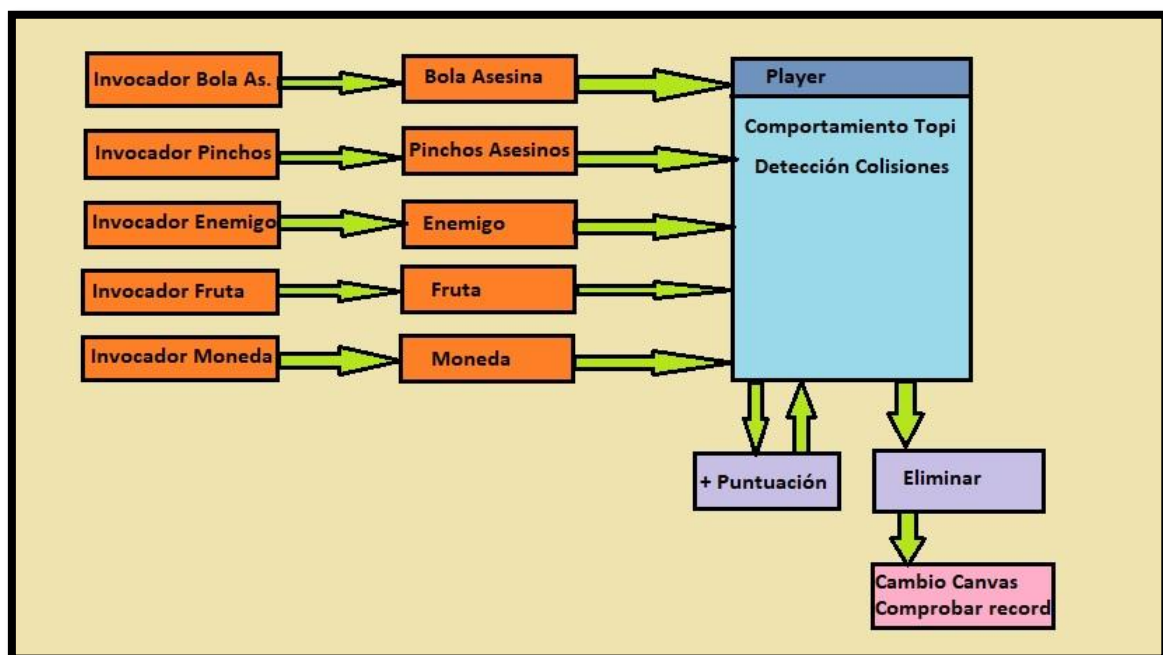 Invocador Bola As.
Bola Asesina
Player
Invocador Pinchos
Pinchos Asesinos
Comportamiento Topi
Detección Colisiones
Invocador Enemigo
Enemigo
Invocador Fruta
Fruta
Invocador Moneda
Moneda
+ Puntuación
Eliminar
Cambio Canvas
Comprobar record